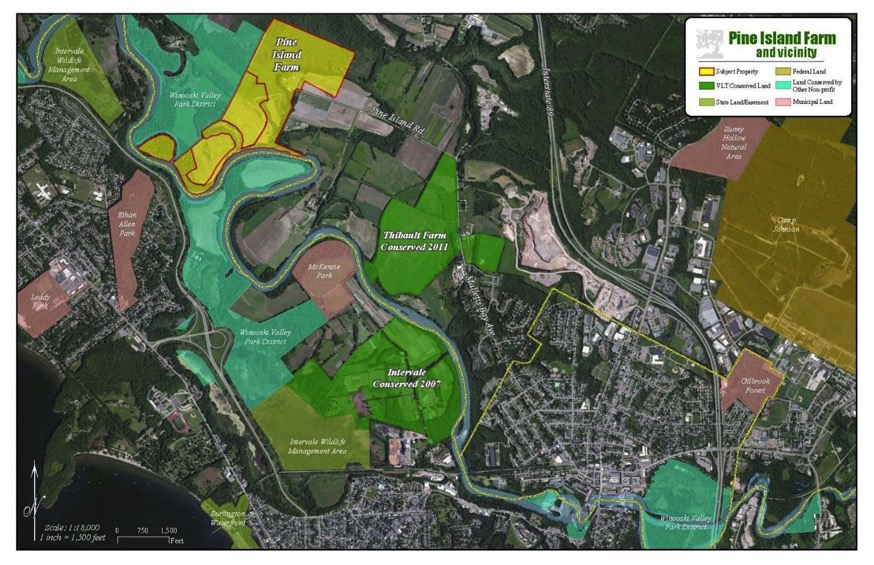 Pine Island Farm
and vicinity
Subject Property
VLT Conserved Land
State Land/Easement
Federal Land
Land Conserved by
Other Non-profit
Municipal Land
Intervale
Wildlife
Management
Area
Winooski Valley
Park District
Pine
Island
Farm
Pine Island Rd.
Interstate 89
Sunny
Hollow
Natural
Area
Camp
Johnson
Ethan
Allen
Park
Leddy
Park
McKenzie
Park
Thibault Farm
Conserved 2011
Winooski Valley
Park District
Intervale
Conserved 2007
Gilbrook
Forest
Intervale Wildlife
Management Area
Burlington
Waterfront
Winooski Valley
Park District
N
Scale: 1:18,000
1 inch = 1,500 feet
0 750 1,500
Feet